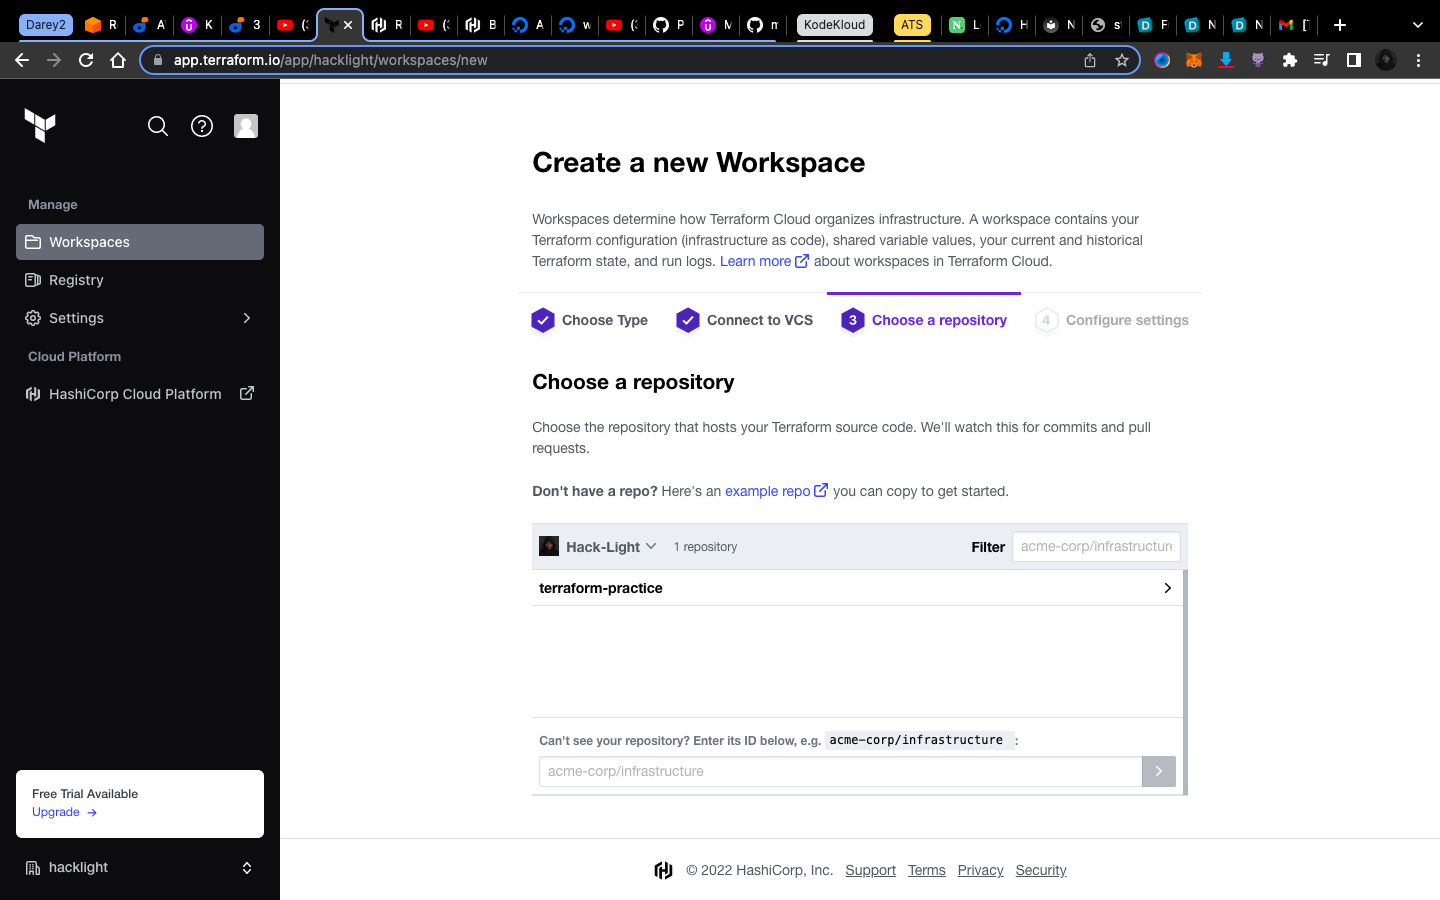 Darey2
R
A
K
3
(3
R
(3
B
A
w
(3
P
M
m
KodeKloud
ATS
L
H
N
s
F
N
N
app.terraform.io/app/hacklight/workspaces/new
Manage
Workspaces
Registry
Settings
Cloud Platform
HashiCorp Cloud Platform
Free Trial Available
Upgrade →
hacklight
Create a new Workspace
Workspaces determine how Terraform Cloud organizes infrastructure. A workspace contains your
Terraform configuration (infrastructure as code), shared variable values, your current and historical
Terraform state, and run logs. Learn more about workspaces in Terraform Cloud.
Choose Type
Connect to VCS
3 Choose a repository
4 Configure settings
Choose a repository
Choose the repository that hosts your Terraform source code. We'll watch this for commits and pull
requests.
Don't have a repo? Here's an example repo you can copy to get started.
Hack-Light 1 repository Filter acme-corp/infrastructure
terraform-practice
Can't see your repository? Enter its ID below, e.g. acme-corp/infrastructure :
acme-corp/infrastructure
© 2022 HashiCorp, Inc. Support Terms Privacy Security